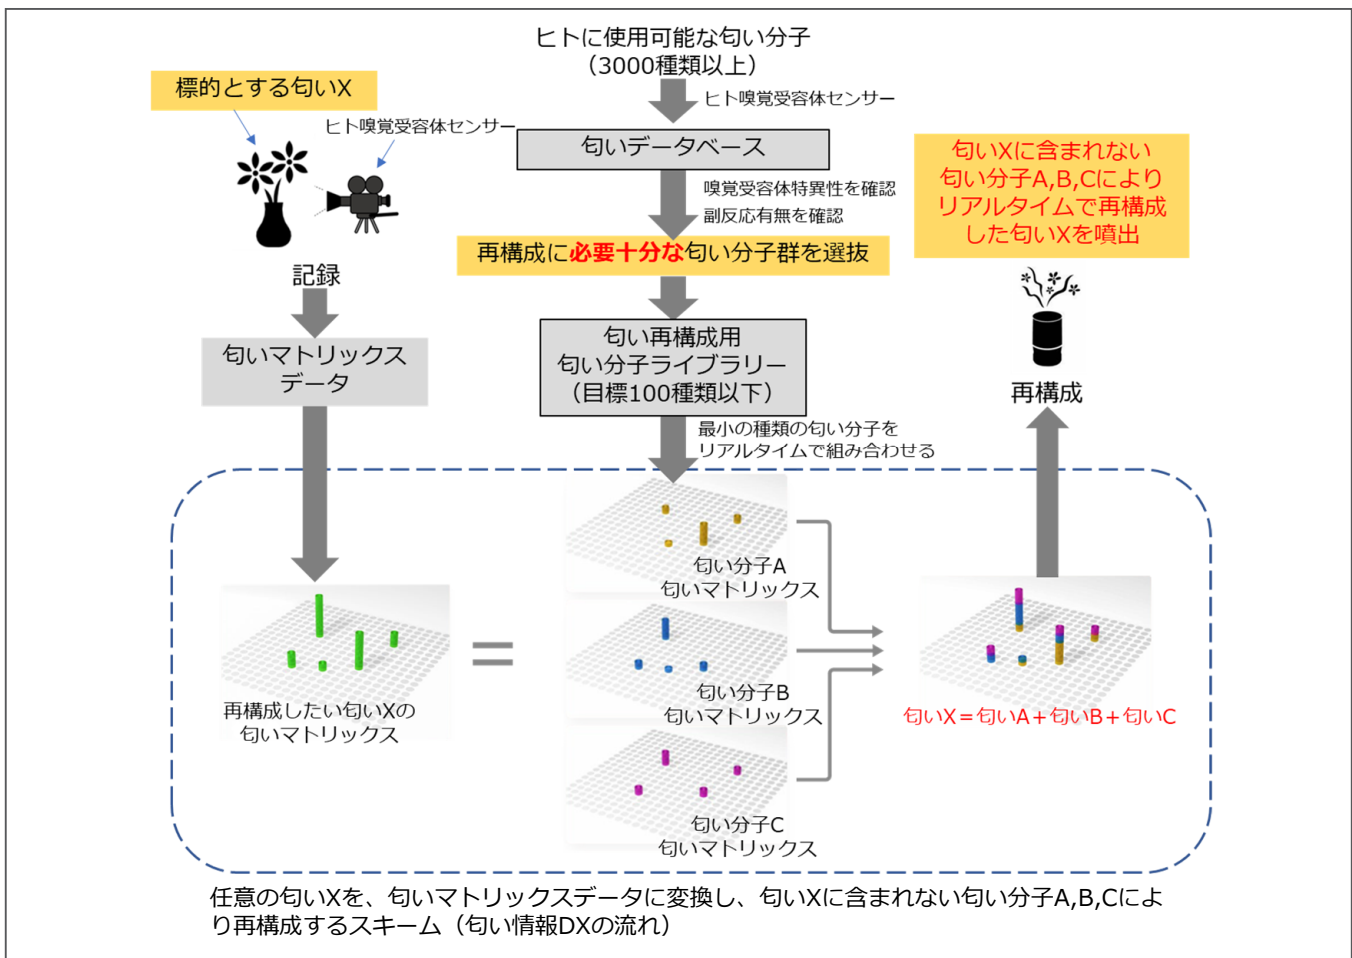 ヒトに使用可能な匂い分子
（3000種類以上）
ヒト嗅覚受容体センサー
標的とする匂いX
ヒト嗅覚受容体センサー
記録
匂いマトリックス
データ
匂いデータベース
嗅覚受容体特異性を確認
副反応有無を確認
再構成に必要十分な匂い分子群を選抜
匂い再構成用
匂い分子ライブラリー
（目標100種類以下）
最小の種類の匂い分子を
リアルタイムで組み合わせる
匂いXに含まれない
匂い分子A,B,Cにより
リアルタイムで再構成
した匂いXを噴出
再構成
再構成したい匂いXの
匂いマトリックス
=
匂い分子A
匂いマトリックス
匂い分子B
匂いマトリックス
匂い分子C
匂いマトリックス
匂いX＝匂いA＋匂いB＋匂いC
任意の匂いXを、匂いマトリックスデータに変換し、匂いXに含まれない匂い分子A,B,Cによ
り再構成するスキーム（匂い情報DXの流れ）